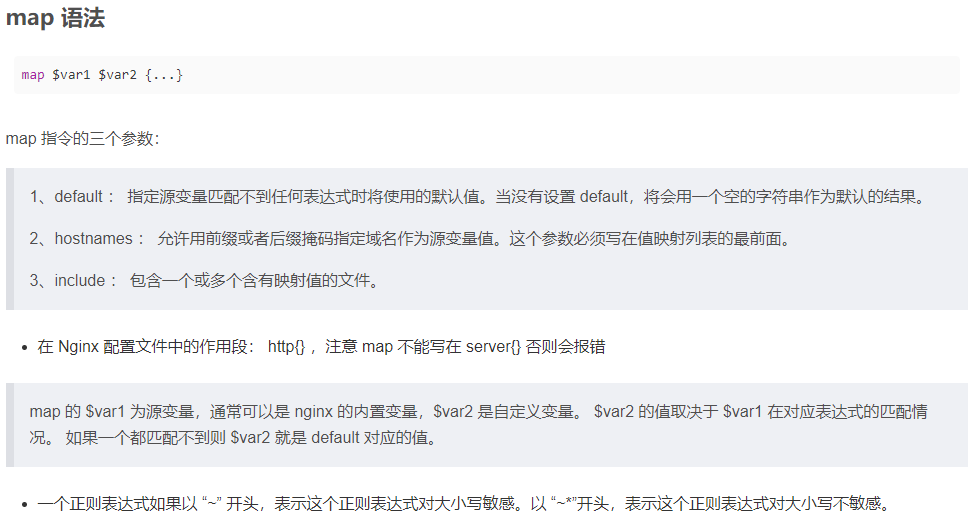 map 语法
map $var1 $var2 {...}
map 指令的三个参数：
1、default ： 指定源变量匹配不到任何表达式时将使用的默认值。当没有设置 default，将会用一个空的字符串作为默认的结果。
2、hostnames ： 允许用前缀或者后缀掩码指定域名作为源变量值。这个参数必须写在值映射列表的最前面。
3、include ： 包含一个或多个含有映射值的文件。
• 在 Nginx 配置文件中的作用段： http{} ，注意 map 不能写在 server{} 否则会报错
map 的 $var1 为源变量，通常可以是 nginx 的内置变量，$var2 是自定义变量。 $var2 的值取决于 $var1 在对应表达式的匹配情
况。 如果一个都匹配不到则 $var2 就是 default 对应的值。
• 一个正则表达式如果以 “~” 开头，表示这个正则表达式对大小写敏感。以 “~*”开头，表示这个正则表达式对大小写不敏感。